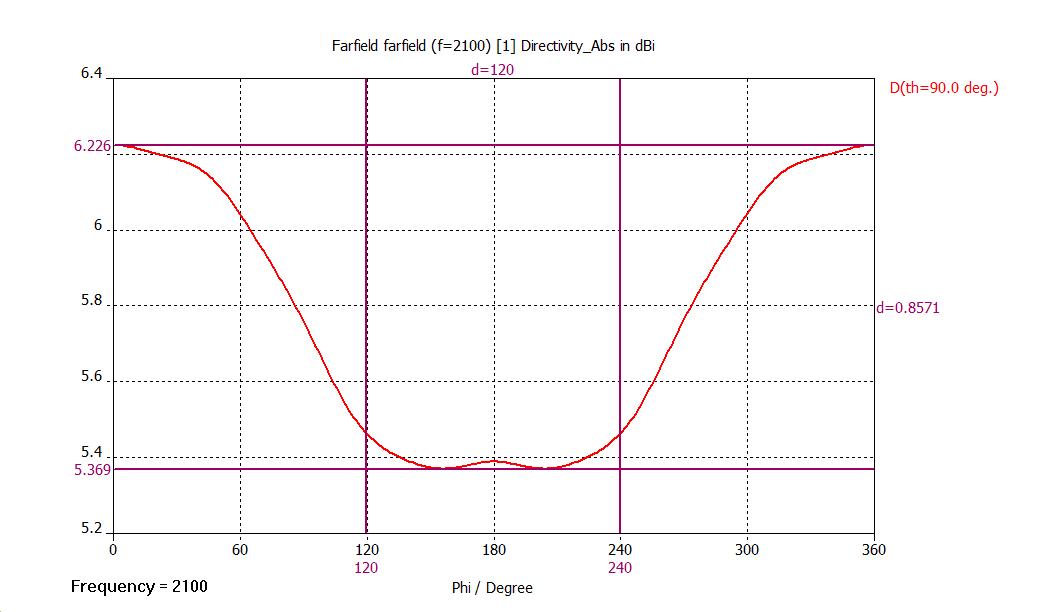 Farfield farfield (f=2100) [1] Directivity_Abs in dBi
d=120
6.4
D(th=90.0 deg.)
6.226
6
5.8
d=0.8571
5.6
5.4
5.369
5.2
0 60 120 180 240 300 360
120 240
Frequency = 2100
Phi / Degree